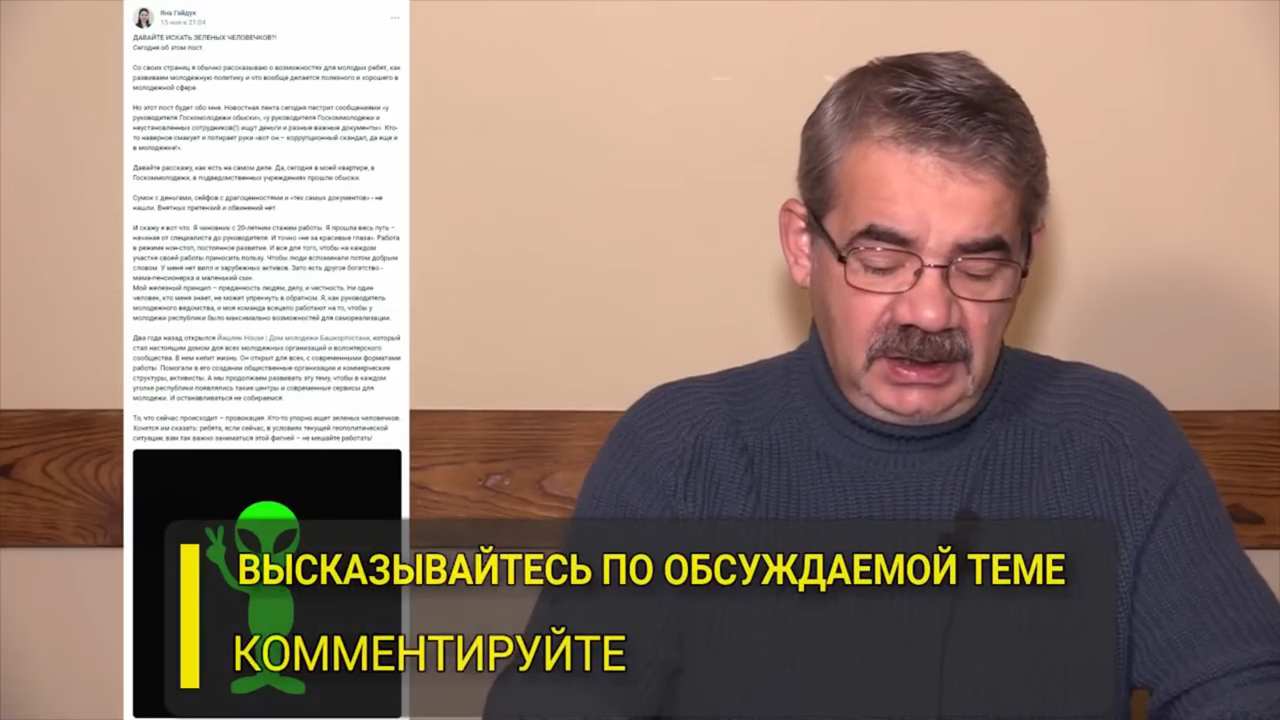 Яна Гайдук
15 ноя в 21:04
ДАВАЙТЕ ИСКАТЬ ЗЕЛЕНЫХ ЧЕЛОВЕЧКОВ?!
Сегодня об этом пост.
Со своих страниц я обычно рассказываю о возможностях для молодых ребят, как
развиваем молодежную политику и что вообще делается полезного и хорошего в
молодежной сфере.
Но этот пост будет обо мне. Новостная лента сегодня пестрит сообщениями «у
руководителя Госкомолодежи обыски», «у руководителя Госкоммолодежи и
неустановленных сотрудников(!) ищут деньги и разные важные документы». Кто-
то наверное смакует и потирает руки «вот он – коррупционный скандал, да еще и
в молодежке!».
Давайте расскажу, как есть на самом деле. Да, сегодня в моей квартире, в
Госкоммолодежи, в подведомственных учреждениях прошли обыски.
Сумок с деньгами, сейфов с драгоценностями и «тех самых документов» - не
нашли. Внятных претензий и обвинений нет.
И скажу я вот что. Я чиновник с 20-летним стажем работы. Я прошла весь путь –
начиная от специалиста до руководителя. И точно «не за красивые глаза». Работа
в режиме нон-стоп, постоянное развитие. И все для того, чтобы на каждом
участке своей работы приносить пользу. Чтобы люди вспоминали потом добрым
словом. У меня нет вилл и зарубежных активов. Зато есть другое богатство -
мама-пенсионерка и маленький сын.
Мой железный принцип – преданность людям, делу, и честность. Ни один
человек, кто меня знает, не может упрекнуть в обратном. Я, как руководитель
молодежного ведомства, и моя команда всецело работают на то, чтобы у
молодежи республики было максимально возможностей для самореализации.
Два года назад открылся Йәшлек House | Дом молодежи Башкортостана, который
стал настоящим домом для всех молодежных организаций и волонтерского
сообщества. В нем кипит жизнь. Он открыт для всех, с современными форматами
работы. Помогали в его создании общественные организации и коммерческие
структуры, активисты. А мы продолжаем развивать эту тему, чтобы в каждом
уголке республики появлялись такие центры и современные сервисы для
молодежи. И останавливаться не собираемся.
То, что сейчас происходит – провокация. Кто-то упорно ищет зеленых человечков.
Хочется им сказать: ребята, если сейчас, в условиях текущей геополитической
ситуации, вам так важно заниматься этой фигней – не мешайте работать!
ВЫСКАЗЫВАЙТЕСЬ ПО ОБСУЖДАЕМОЙ ТЕМЕ
КОММЕНТИРУЙТЕ